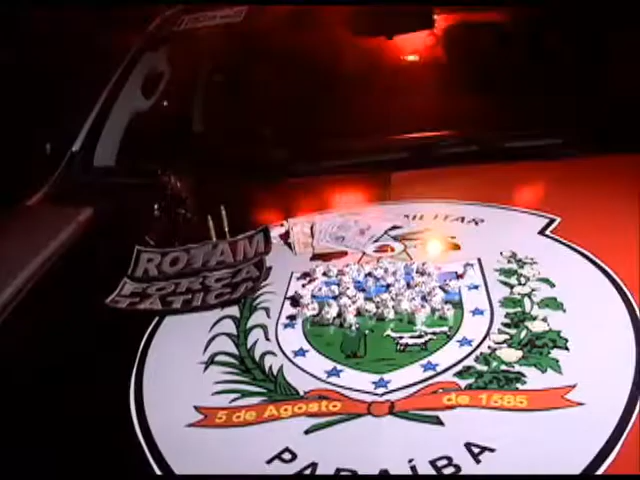 MILITAR
ROTAM
FORÇA
TÁTICA
5 de Agosto de 1585
PARAÍBA